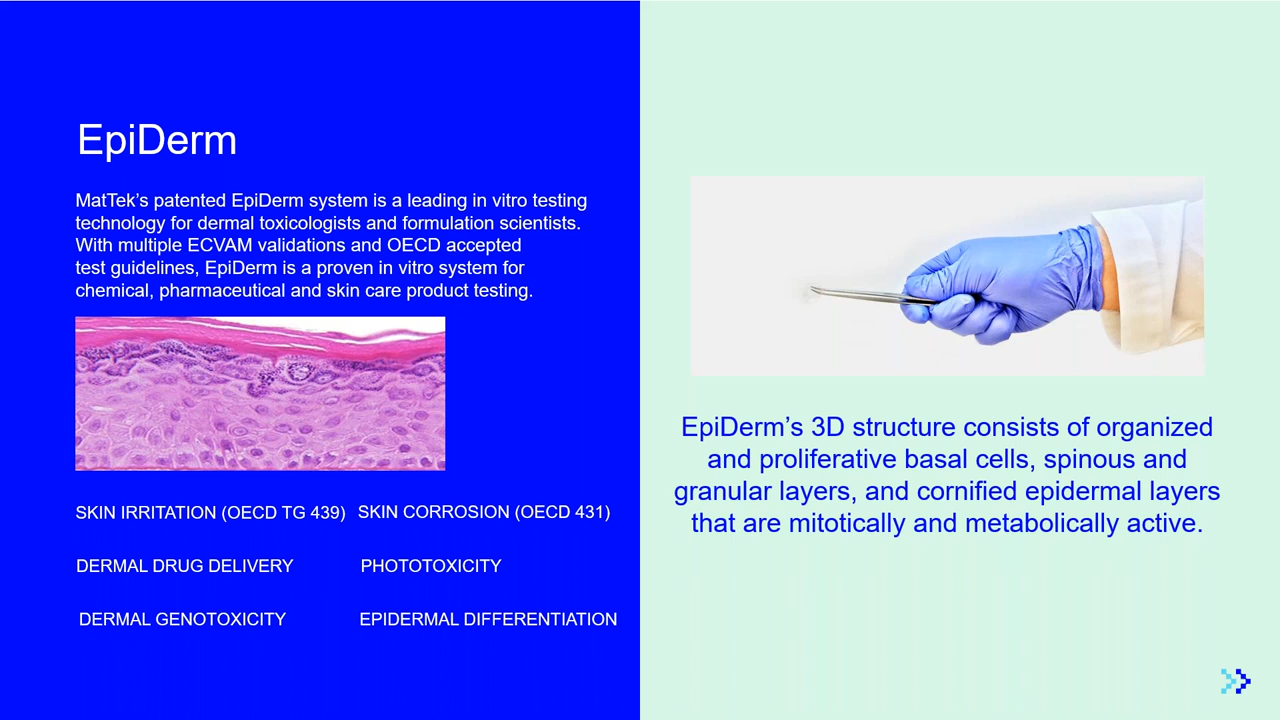 EpiDerm
MatTek’s patented EpiDerm system is a leading in vitro testing
technology for dermal toxicologists and formulation scientists.
With multiple ECVAM validations and OECD accepted
test guidelines, EpiDerm is a proven in vitro system for
chemical, pharmaceutical and skin care product testing.
SKIN IRRITATION (OECD TG 439) SKIN CORROSION (OECD 431)
DERMAL DRUG DELIVERY PHOTOTOXICITY
DERMAL GENOTOXICITY EPIDERMAL DIFFERENTIATION
EpiDerm’s 3D structure consists of organized
and proliferative basal cells, spinous and
granular layers, and cornified epidermal layers
that are mitotically and metabolically active.